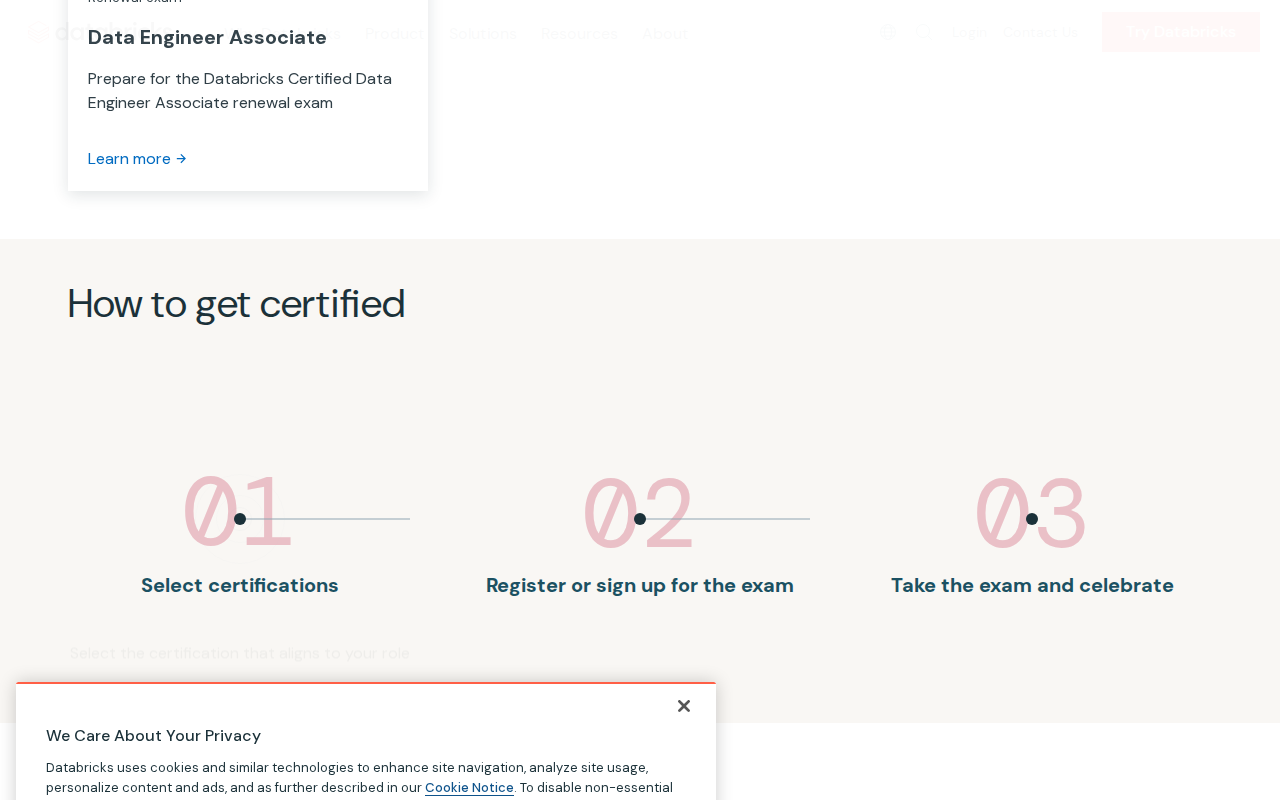 Data Engineer Associate
Product Solutions Resources About
Login Contact Us Try Databricks
Prepare for the Databricks Certified Data
Engineer Associate renewal exam
Learn more →
How to get certified
01
02
03
Select certifications
Register or sign up for the exam
Take the exam and celebrate
Select the certification that aligns to your role
We Care About Your Privacy
Databricks uses cookies and similar technologies to enhance site navigation, analyze site usage,
personalize content and ads, and as further described in our Cookie Notice. To disable non-essential